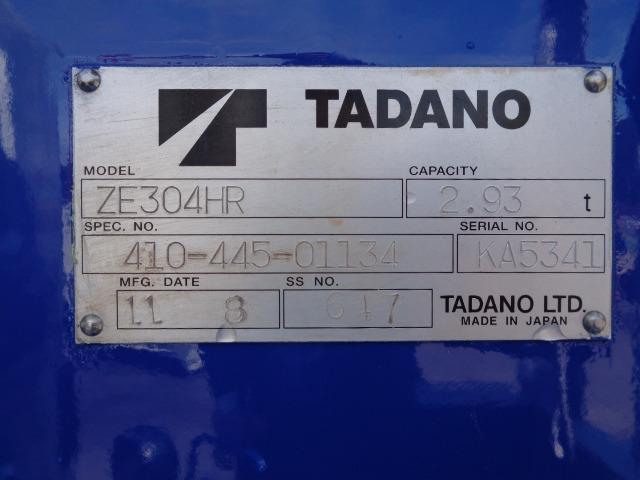 TADANO
MODEL CAPACITY
ZE304HR 2.93 t
SPEC. NO. SERIAL NO.
410-445-01134 KA5341
MFG. DATE SS NO.
11 8 647 TADANO LTD.
MADE IN JAPAN